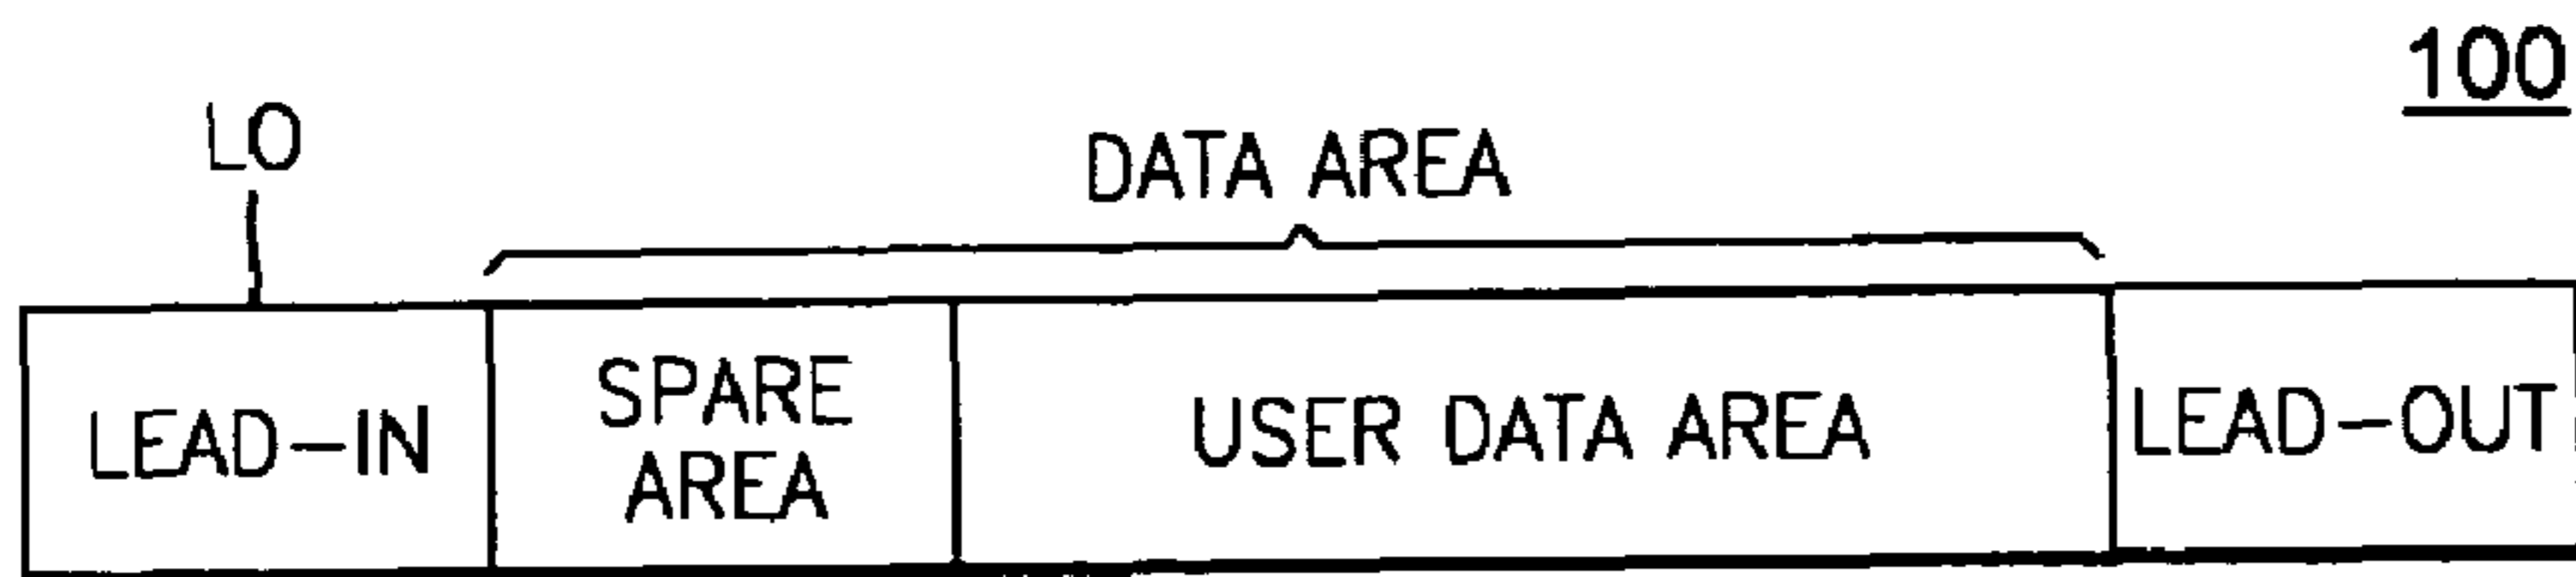 100
LO
DATA AREA
LEAD-IN
SPARE
AREA
USER DATA AREA
LEAD-OUT